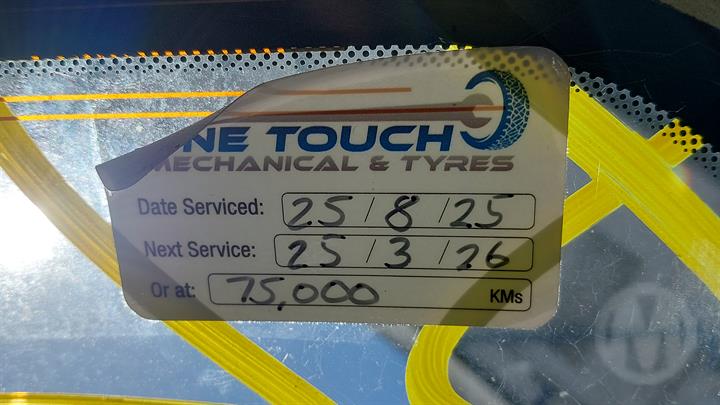 NE TOUCH
MECHANICAL & TYRES
Date Serviced: 25/8/25
Next Service: 25/3/26
Or at: 75,000 KMs